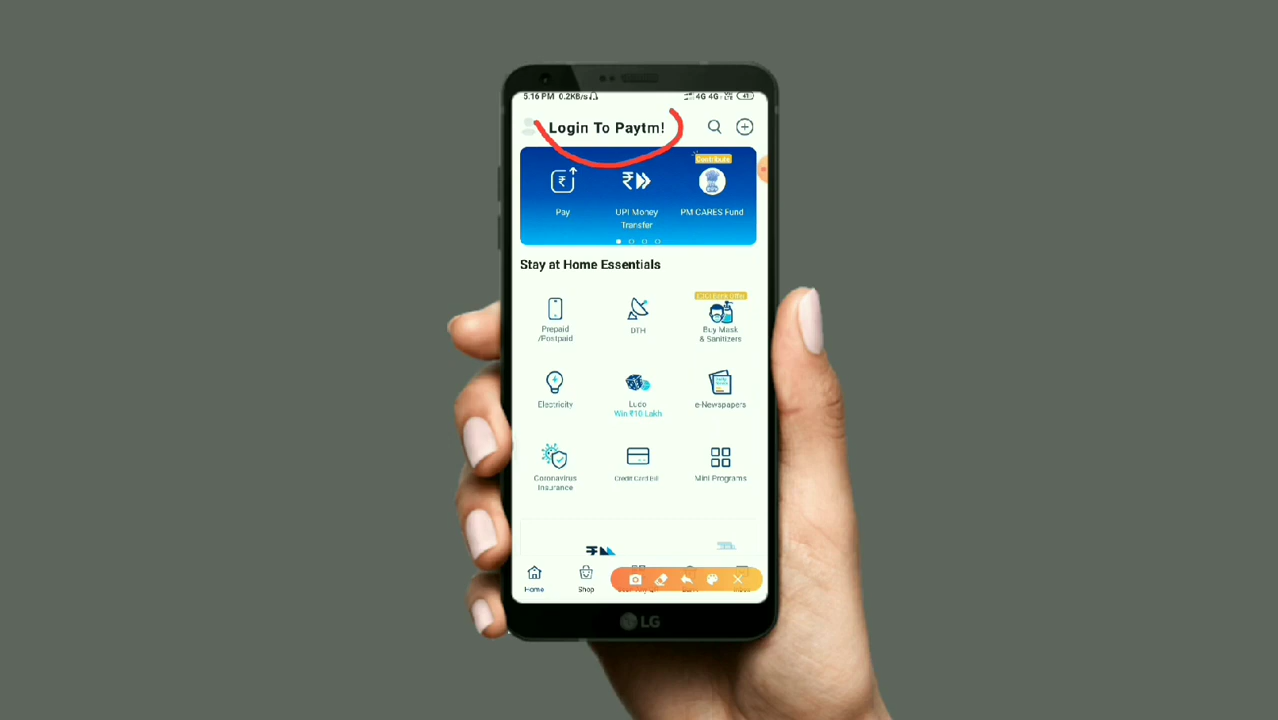 5.16 PM 0.2KB/s 4G 4G 41
Login To Paytm!
Contribute
Pay
UPI Money
Transfer
PM CARES Fund
Stay at Home Essentials
Prepaid
/Postpaid
DTH
Buy Mask
& Sanitizers
Electricity
Ludo
Win ₹10 Lakh
e-Newspapers
Coronavirus
Insurance
Credit Card Bill
Mini Programs
Home
Shop
LG